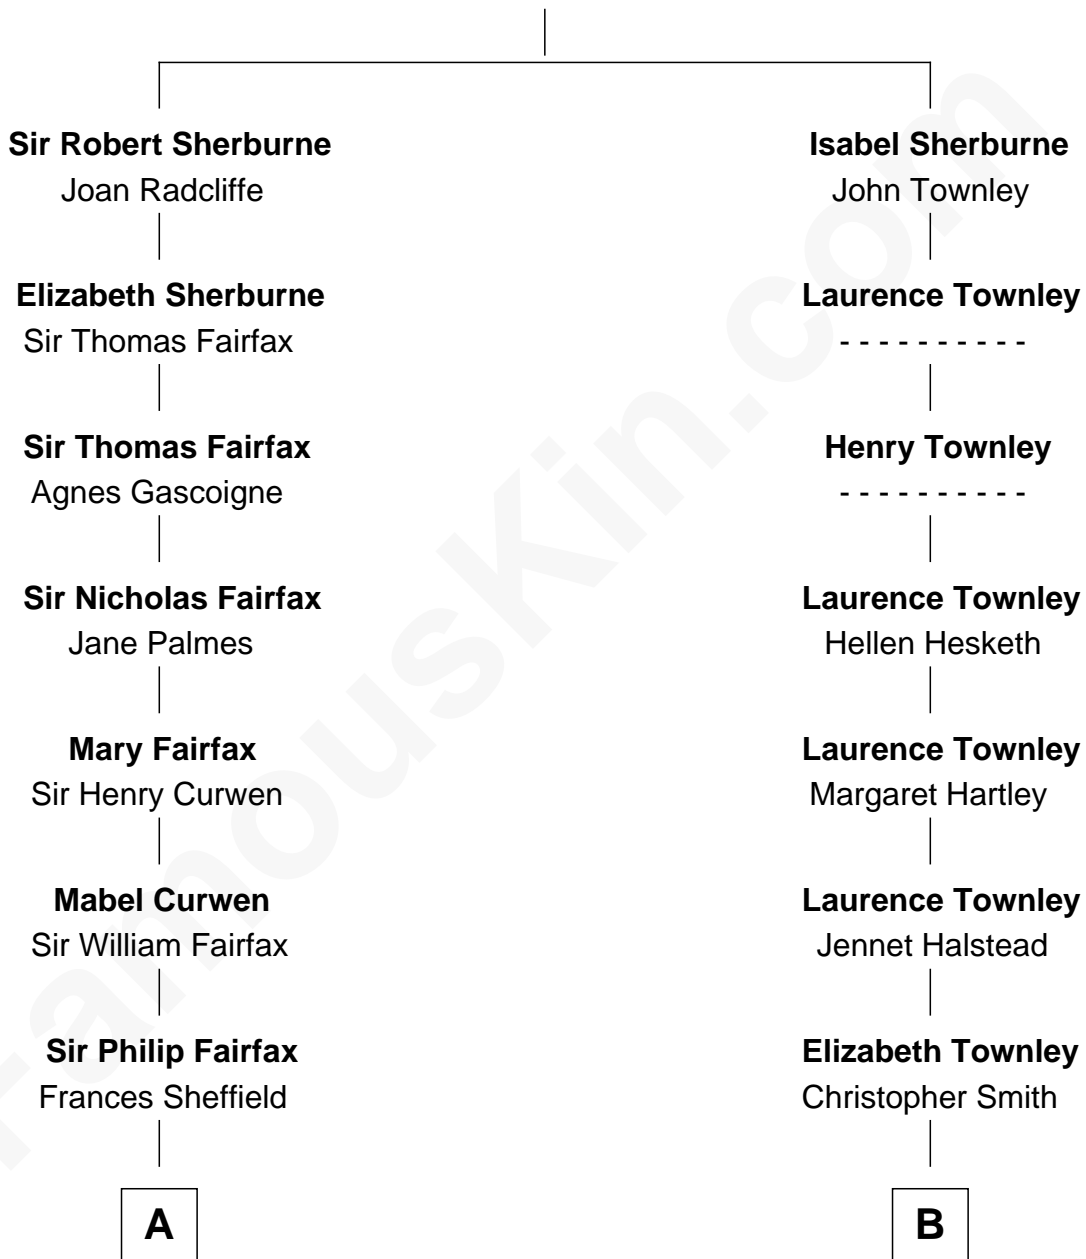 Sir Robert Sherburne
Joan Radcliffe
Isabel Sherburne
John Townley
Elizabeth Sherburne
Sir Thomas Fairfax
Laurence Townley
- - - - - - - - - -
Sir Thomas Fairfax
Agnes Gascoigne
Henry Townley
- - - - - - - - - -
Sir Nicholas Fairfax
Jane Palmes
Laurence Townley
Hellen Hesketh
Mary Fairfax
Sir Henry Curwen
Laurence Townley
Margaret Hartley
Mabel Curwen
Sir William Fairfax
Laurence Townley
Jennet Halstead
Sir Philip Fairfax
Frances Sheffield
Elizabeth Townley
Christopher Smith
A
B
FamousKin.com